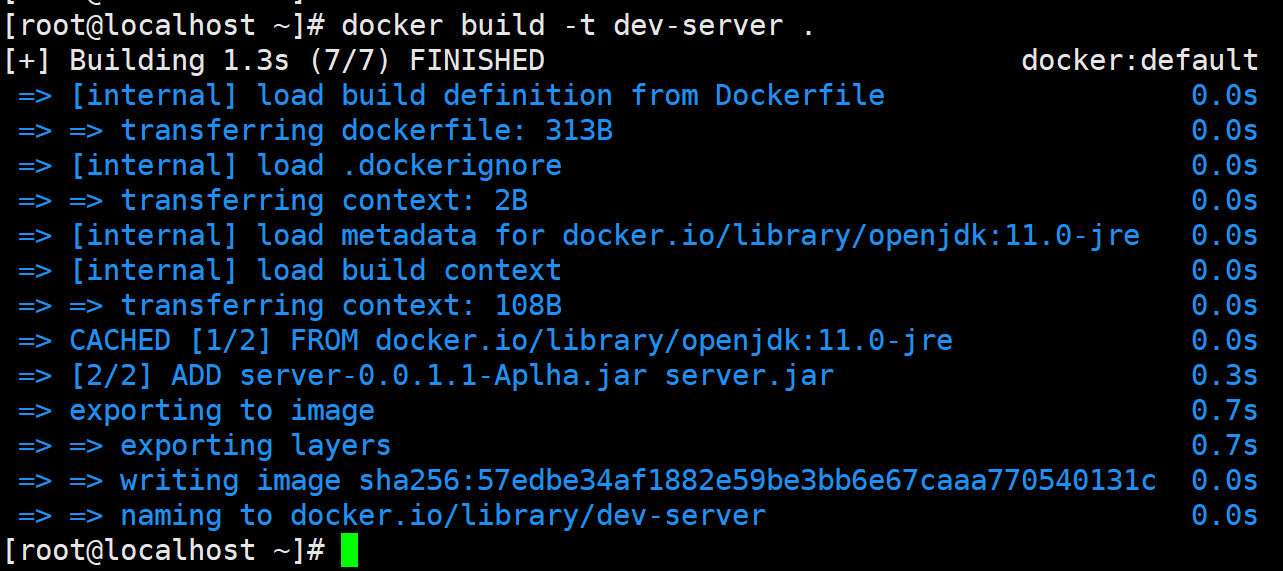 [root@localhost ~]# docker build -t dev-server .
[+] Building 1.3s (7/7) FINISHED docker:default
=> [internal] load build definition from Dockerfile 0.0s
=> => transferring dockerfile: 313B 0.0s
=> [internal] load .dockerignore 0.0s
=> => transferring context: 2B 0.0s
=> [internal] load metadata for docker.io/library/openjdk:11.0-jre 0.0s
=> [internal] load build context 0.0s
=> => transferring context: 108B 0.0s
=> CACHED [1/2] FROM docker.io/library/openjdk:11.0-jre 0.0s
=> [2/2] ADD server-0.0.1.1-Aplha.jar server.jar 0.3s
=> exporting to image 0.7s
=> => exporting layers 0.7s
=> => writing image sha256:57edbe34af1882e59be3bb6e67caaa770540131c 0.0s
=> => naming to docker.io/library/dev-server 0.0s
[root@localhost ~]#